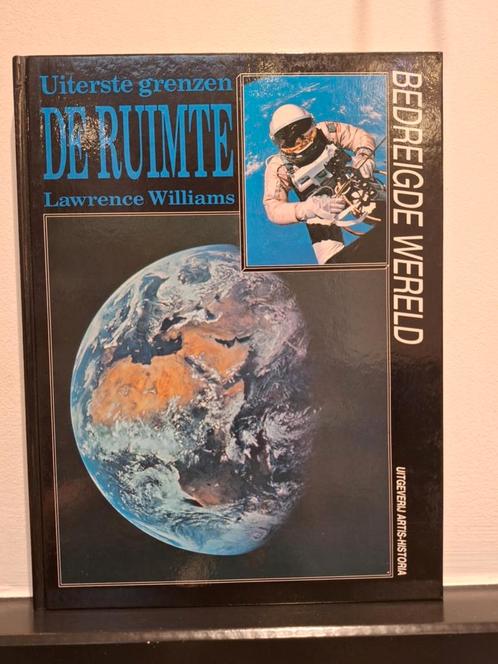 Uiterste grenzen
DE RUIMTE
Lawrence Williams
BEDREIGDE WERELD
UITGEVERIJ ARTIS-HISTORIA